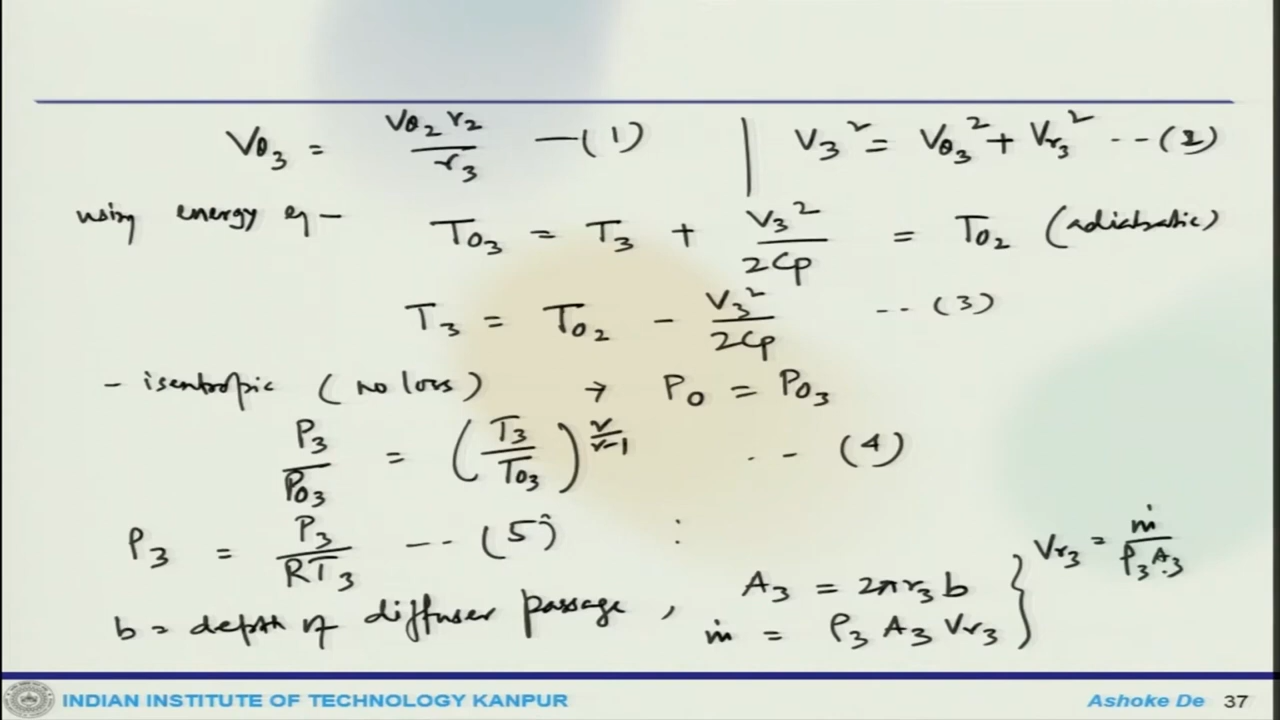 Vθ₃ = Vθ₂ r₂ / r₃ —(1) | V₃² = Vθ₃² + Vr₃² --(2)
using energy eq— T₀₃ = T₃ + V₃² / 2Cp = T₀₂ (adiabatic)
T₃ = T₀₂ - V₃² / 2Cp -- (3)
- isentropic (no loss) → P₀ = P₀₃
P₃ / P₀₃ = (T₃ / T₀₃)^(γ/γ-1) -- (4)
ρ₃ = P₃ / RT₃ --- (5) :
A₃ = 2πr₃b } Vr₃ = ṁ / ρ₃A₃
b = depth of diffuser passage , ṁ = ρ₃ A₃ Vr₃
INDIAN INSTITUTE OF TECHNOLOGY KANPUR Ashoke De 37